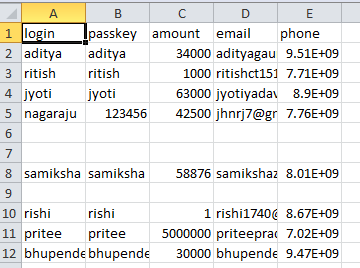 A B C D E
1 login passkey amount email phone
2 aditya aditya 34000 adityagau 9.51E+09
3 ritish ritish 1000 ritishct151 7.71E+09
4 jyoti jyoti 63000 jyotiyadav 8.9E+09
5 nagaraju 123456 42500 jhnrj7@gr 7.76E+09
6
7
8 samiksha samiksha 58876 samikshaz 8.01E+09
9
10 rishi rishi 1 rishi1740@ 8.67E+09
11 pritee pritee 5000000 priteeprac 7.02E+09
12 bhupende bhupende 30000 bhupende 9.47E+09